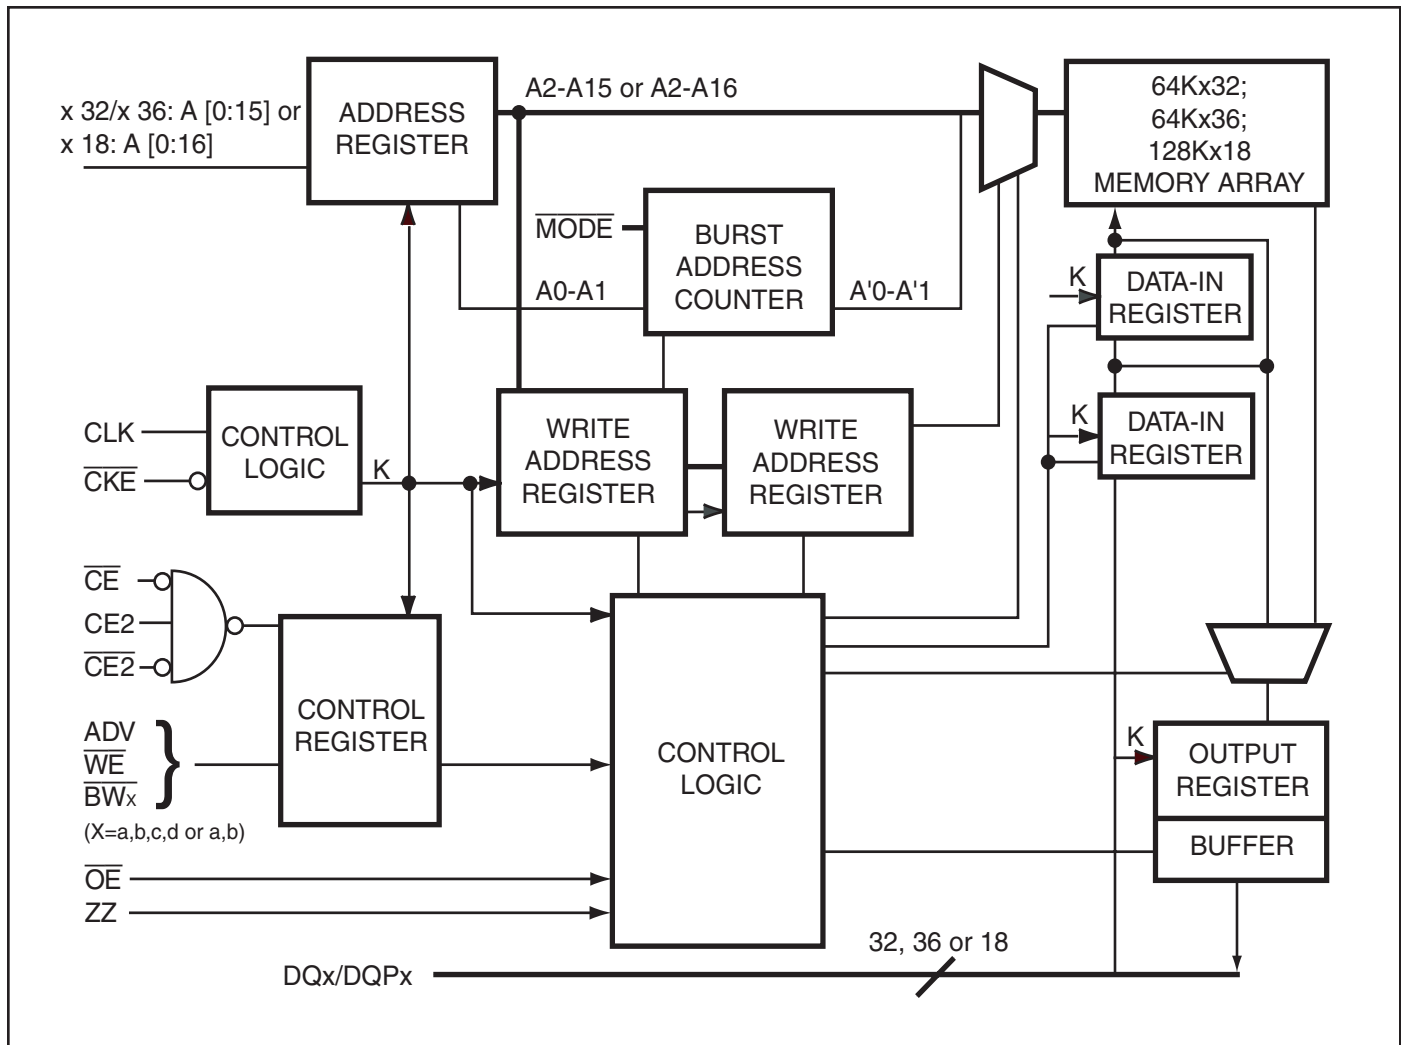 x 32/x 36: A [0:15] or
x 18: A [0:16]
ADDRESS
REGISTER
A2-A15 or A2-A16
64Kx32;
64Kx36;
128Kx18
MEMORY ARRAY
MODE
BURST
ADDRESS
COUNTER
A0-A1
A'0-A'1
K
DATA-IN
REGISTER
CLK
CKE
CONTROL
LOGIC
K
WRITE
ADDRESS
REGISTER
WRITE
ADDRESS
REGISTER
K
DATA-IN
REGISTER
CE
CE2
CE2
ADV
WE
BWx
(X=a,b,c,d or a,b)
CONTROL
REGISTER
CONTROL
LOGIC
K
OUTPUT
REGISTER
BUFFER
OE
ZZ
32, 36 or 18
DQx/DQPx